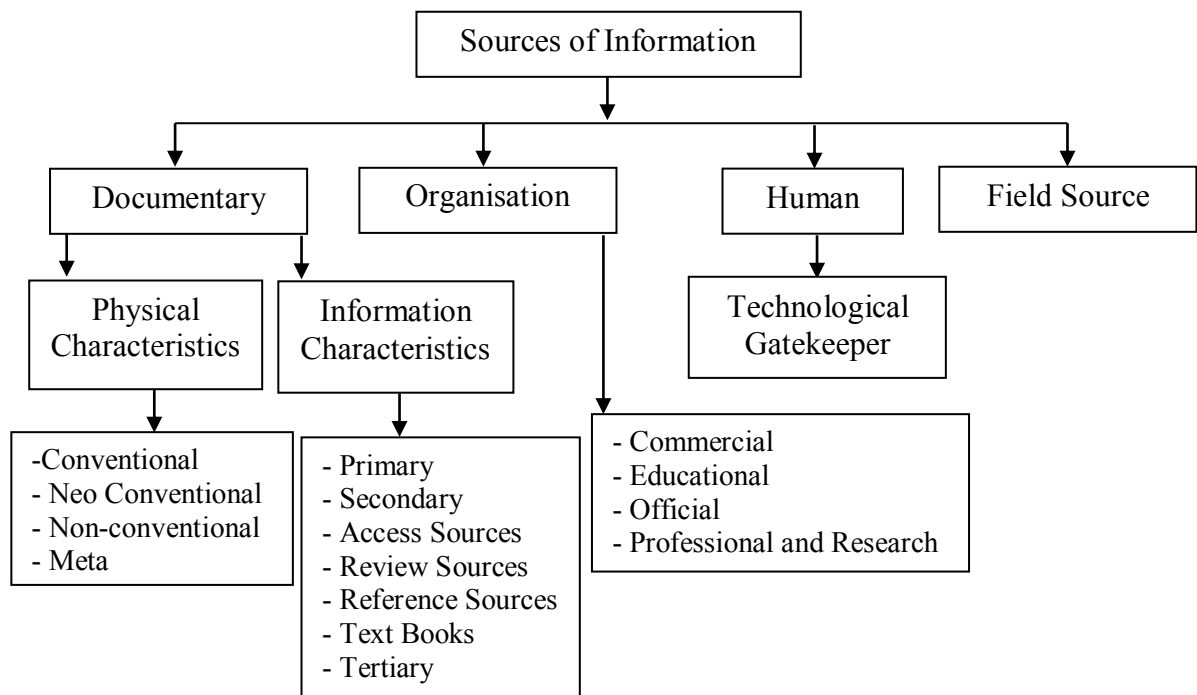 Sources of Information
Documentary
Organisation
Human
Field Source
Physical
Characteristics
Information
Characteristics
Technological
Gatekeeper
-Conventional
- Neo Conventional
- Non-conventional
- Meta
- Primary
- Secondary
- Access Sources
- Review Sources
- Reference Sources
- Text Books
- Tertiary
- Commercial
- Educational
- Official
- Professional and Research